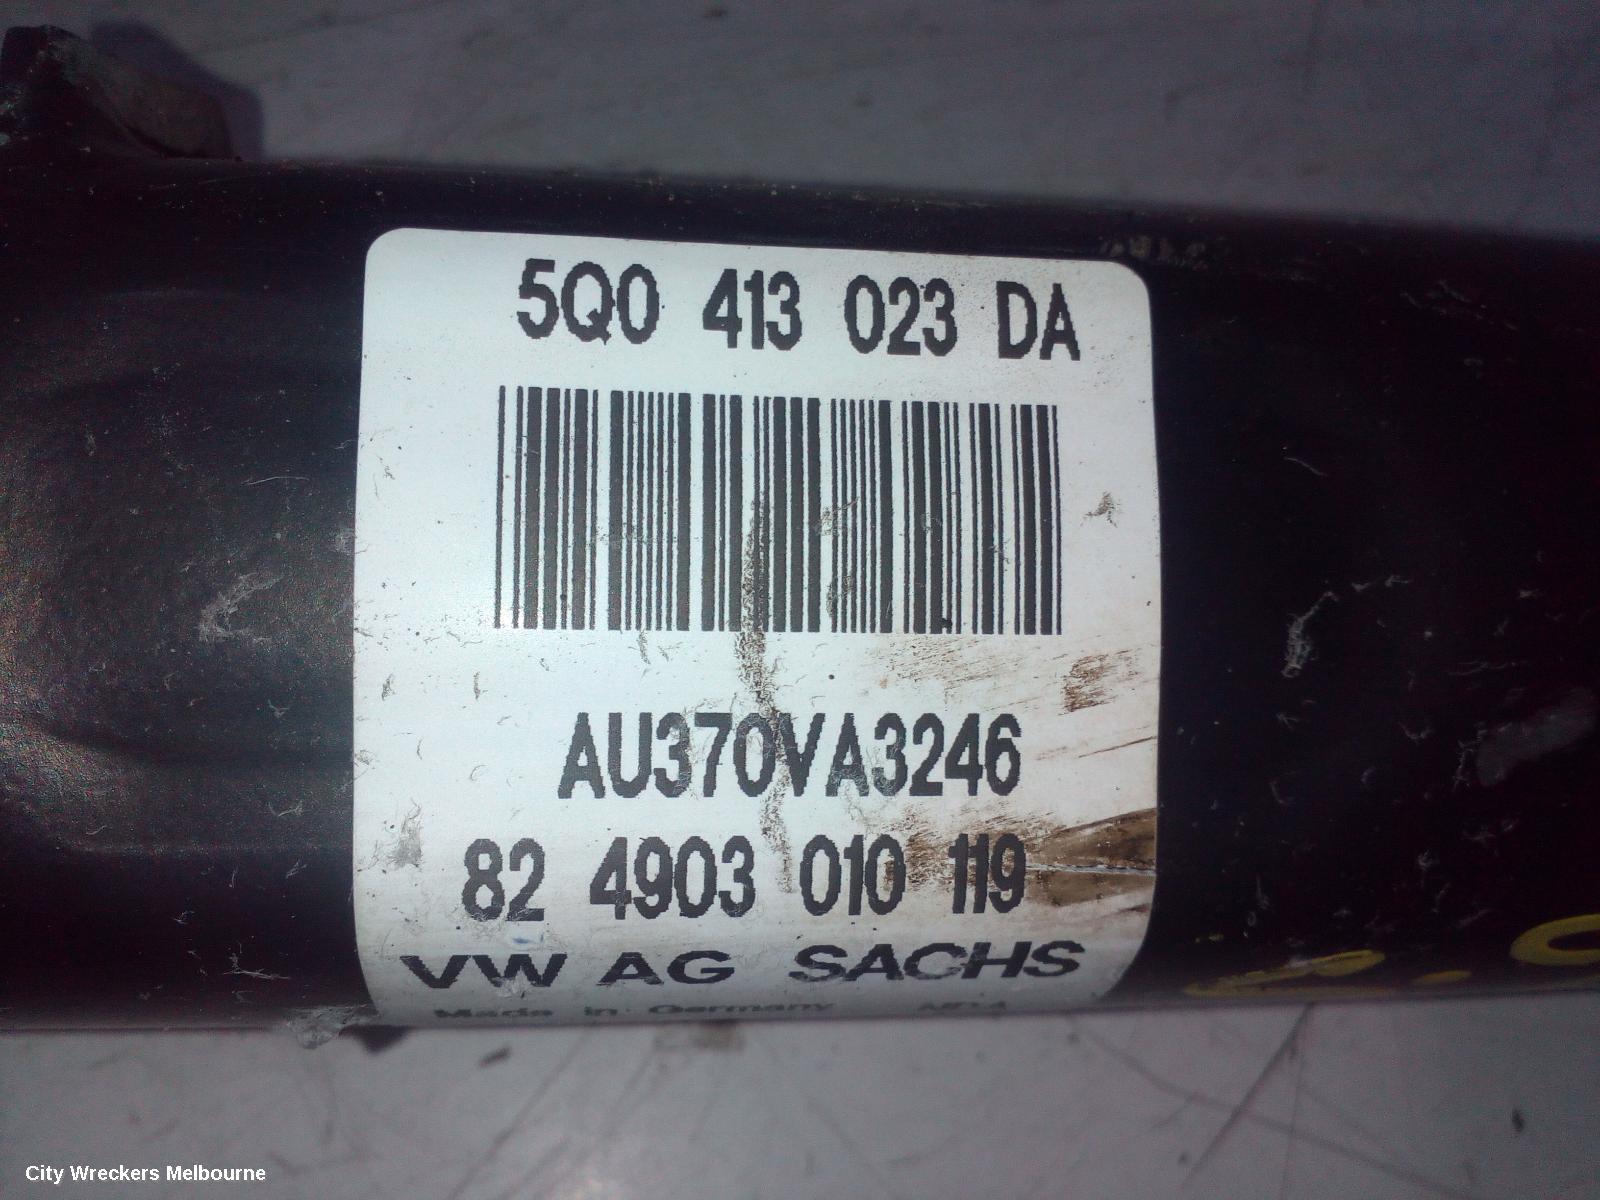 5Q0 413 023 DA
AU370VA3246
82 4903 010 119
VW AG SACHS
Made in Germany
City Wreckers Melbourne